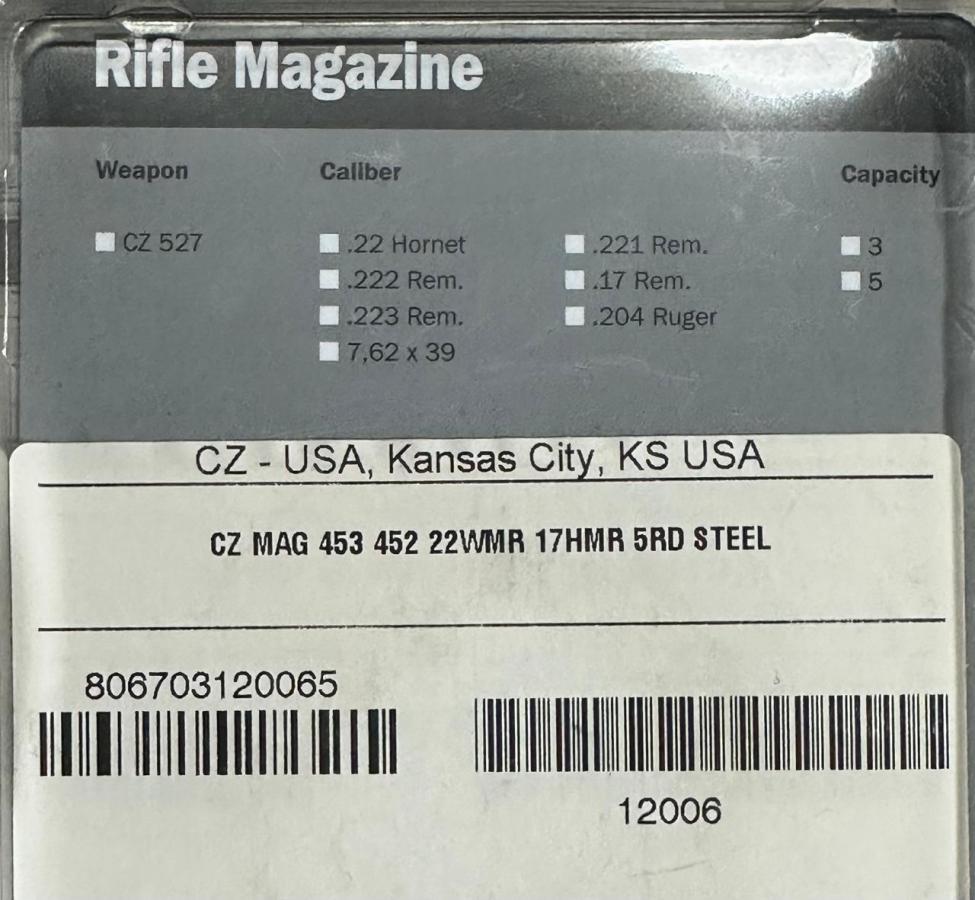 Rifle Magazine
Weapon Caliber Capacity
CZ 527 .22 Hornet .221 Rem. 3
.222 Rem. .17 Rem. 5
.223 Rem. .204 Ruger
7,62 x 39
CZ - USA, Kansas City, KS USA
CZ MAG 453 452 22WMR 17HMR 5RD STEEL
806703120065
12006